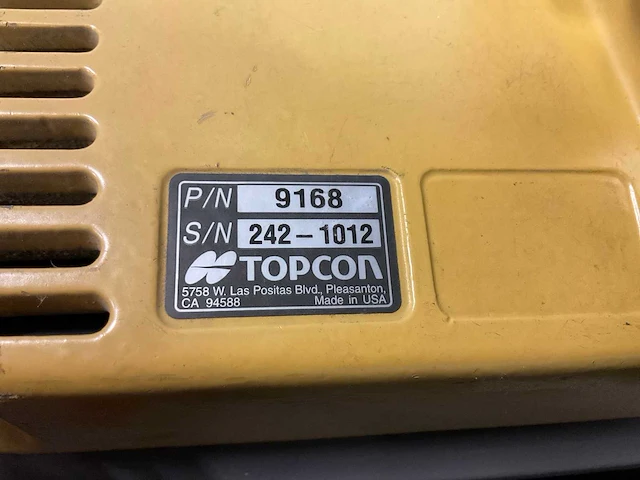 P/N 9168
S/N 242-1012
TOPCON
5758 W. Las Positas Blvd., Pleasanton,
CA 94588 Made in USA